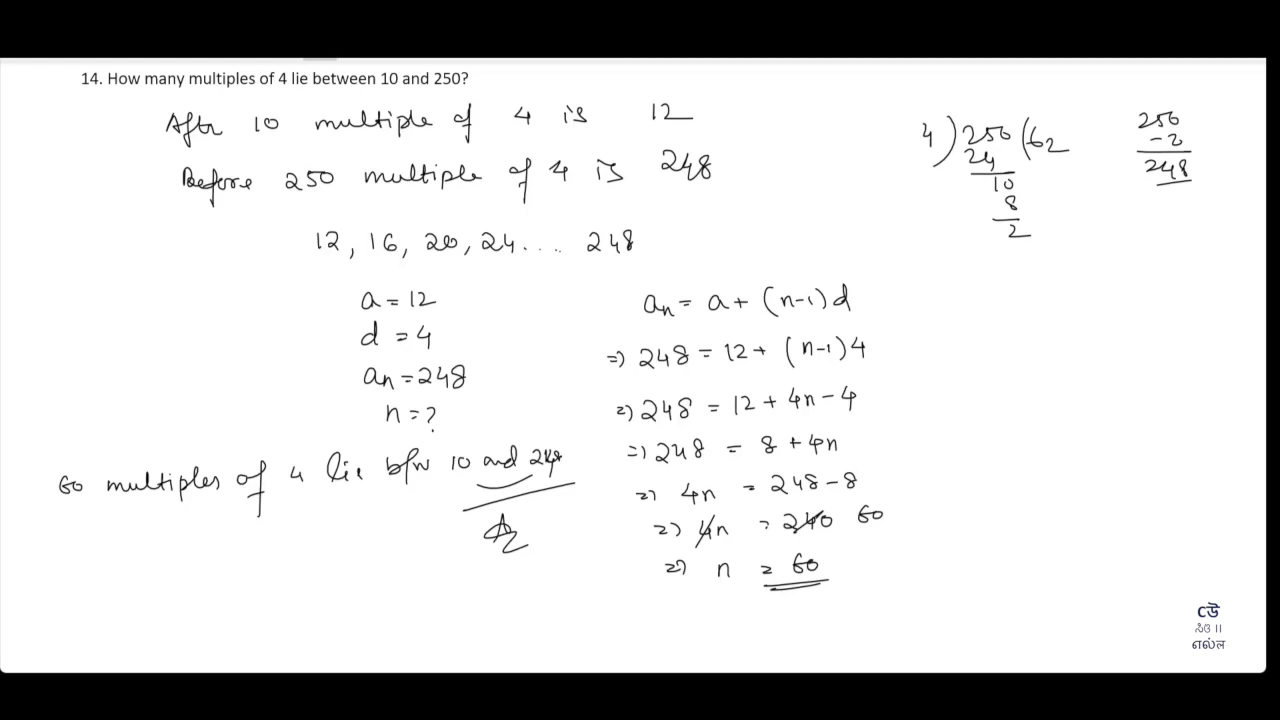 14. How many multiples of 4 lie between 10 and 250?
After 10 multiple of 4 is 12
Before 250 multiple of 4 is 248
12, 16, 20, 24.... 248
a = 12
d = 4
an = 248
n = ?
60 multiples of 4 lie b/w 10 and 248
an = a + (n-1)d
=) 248 = 12 + (n-1)4
=) 248 = 12 + 4n - 4
=) 248 = 8 + 4n
=) 4n = 248 - 8
=) 4n = 240 60
=) n = 60
4)250(62
24
10
8
2
250
-2
248
Cউ
எல்ல